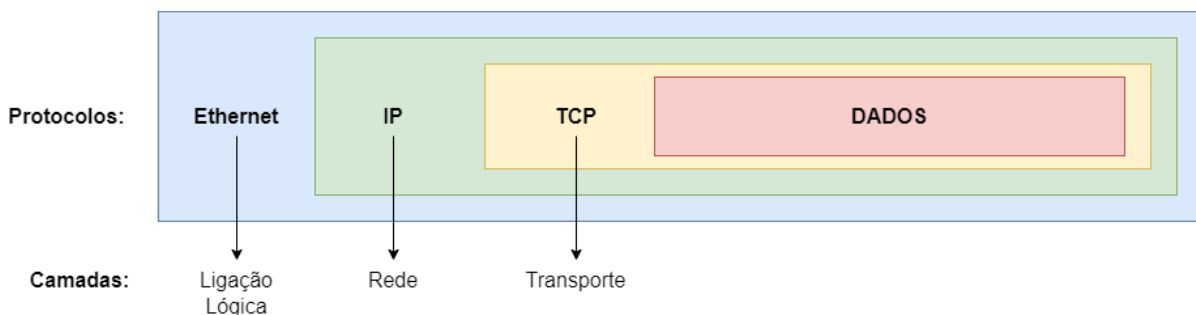 Protocolos: Ethernet IP TCP DADOS
Camadas: Ligação Rede Transporte
Lógica